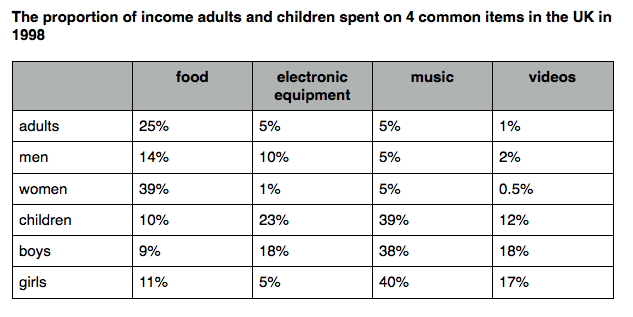 The proportion of income adults and children spent on 4 common items in the UK in
1998
food electronic equipment music videos
adults 25% 5% 5% 1%
men 14% 10% 5% 2%
women 39% 1% 5% 0.5%
children 10% 23% 39% 12%
boys 9% 18% 38% 18%
girls 11% 5% 40% 17%